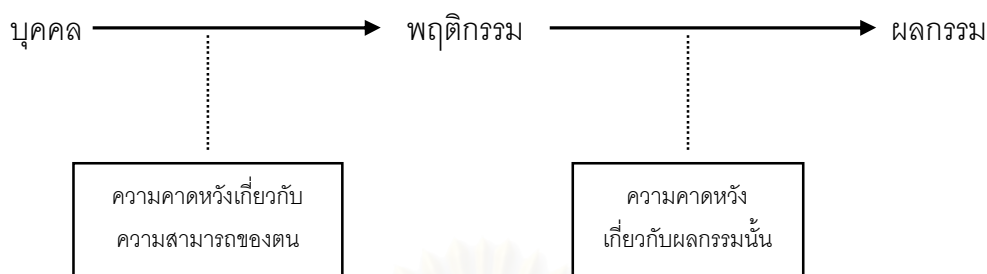 บุคคล พฤติกรรม ผลกรรม
ความคาดหวังเกี่ยวกับ
ความสามารถของตน
ความคาดหวัง
เกี่ยวกับผลกรรมนั้น